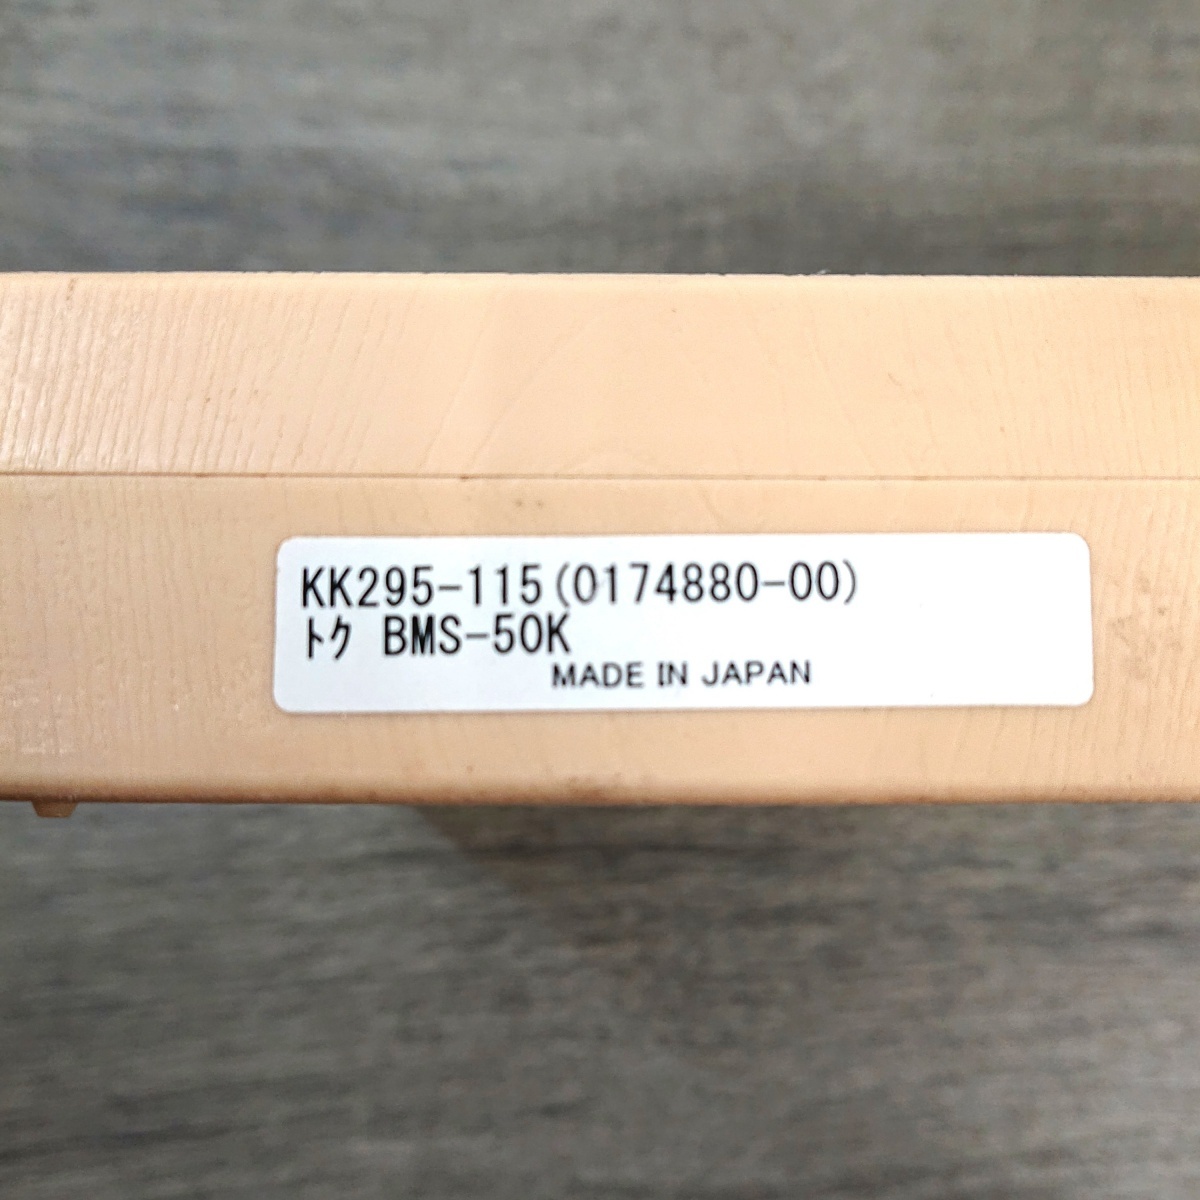 KK295-115(0174880-00)
ﾄｸ BMS-50K
MADE IN JAPAN